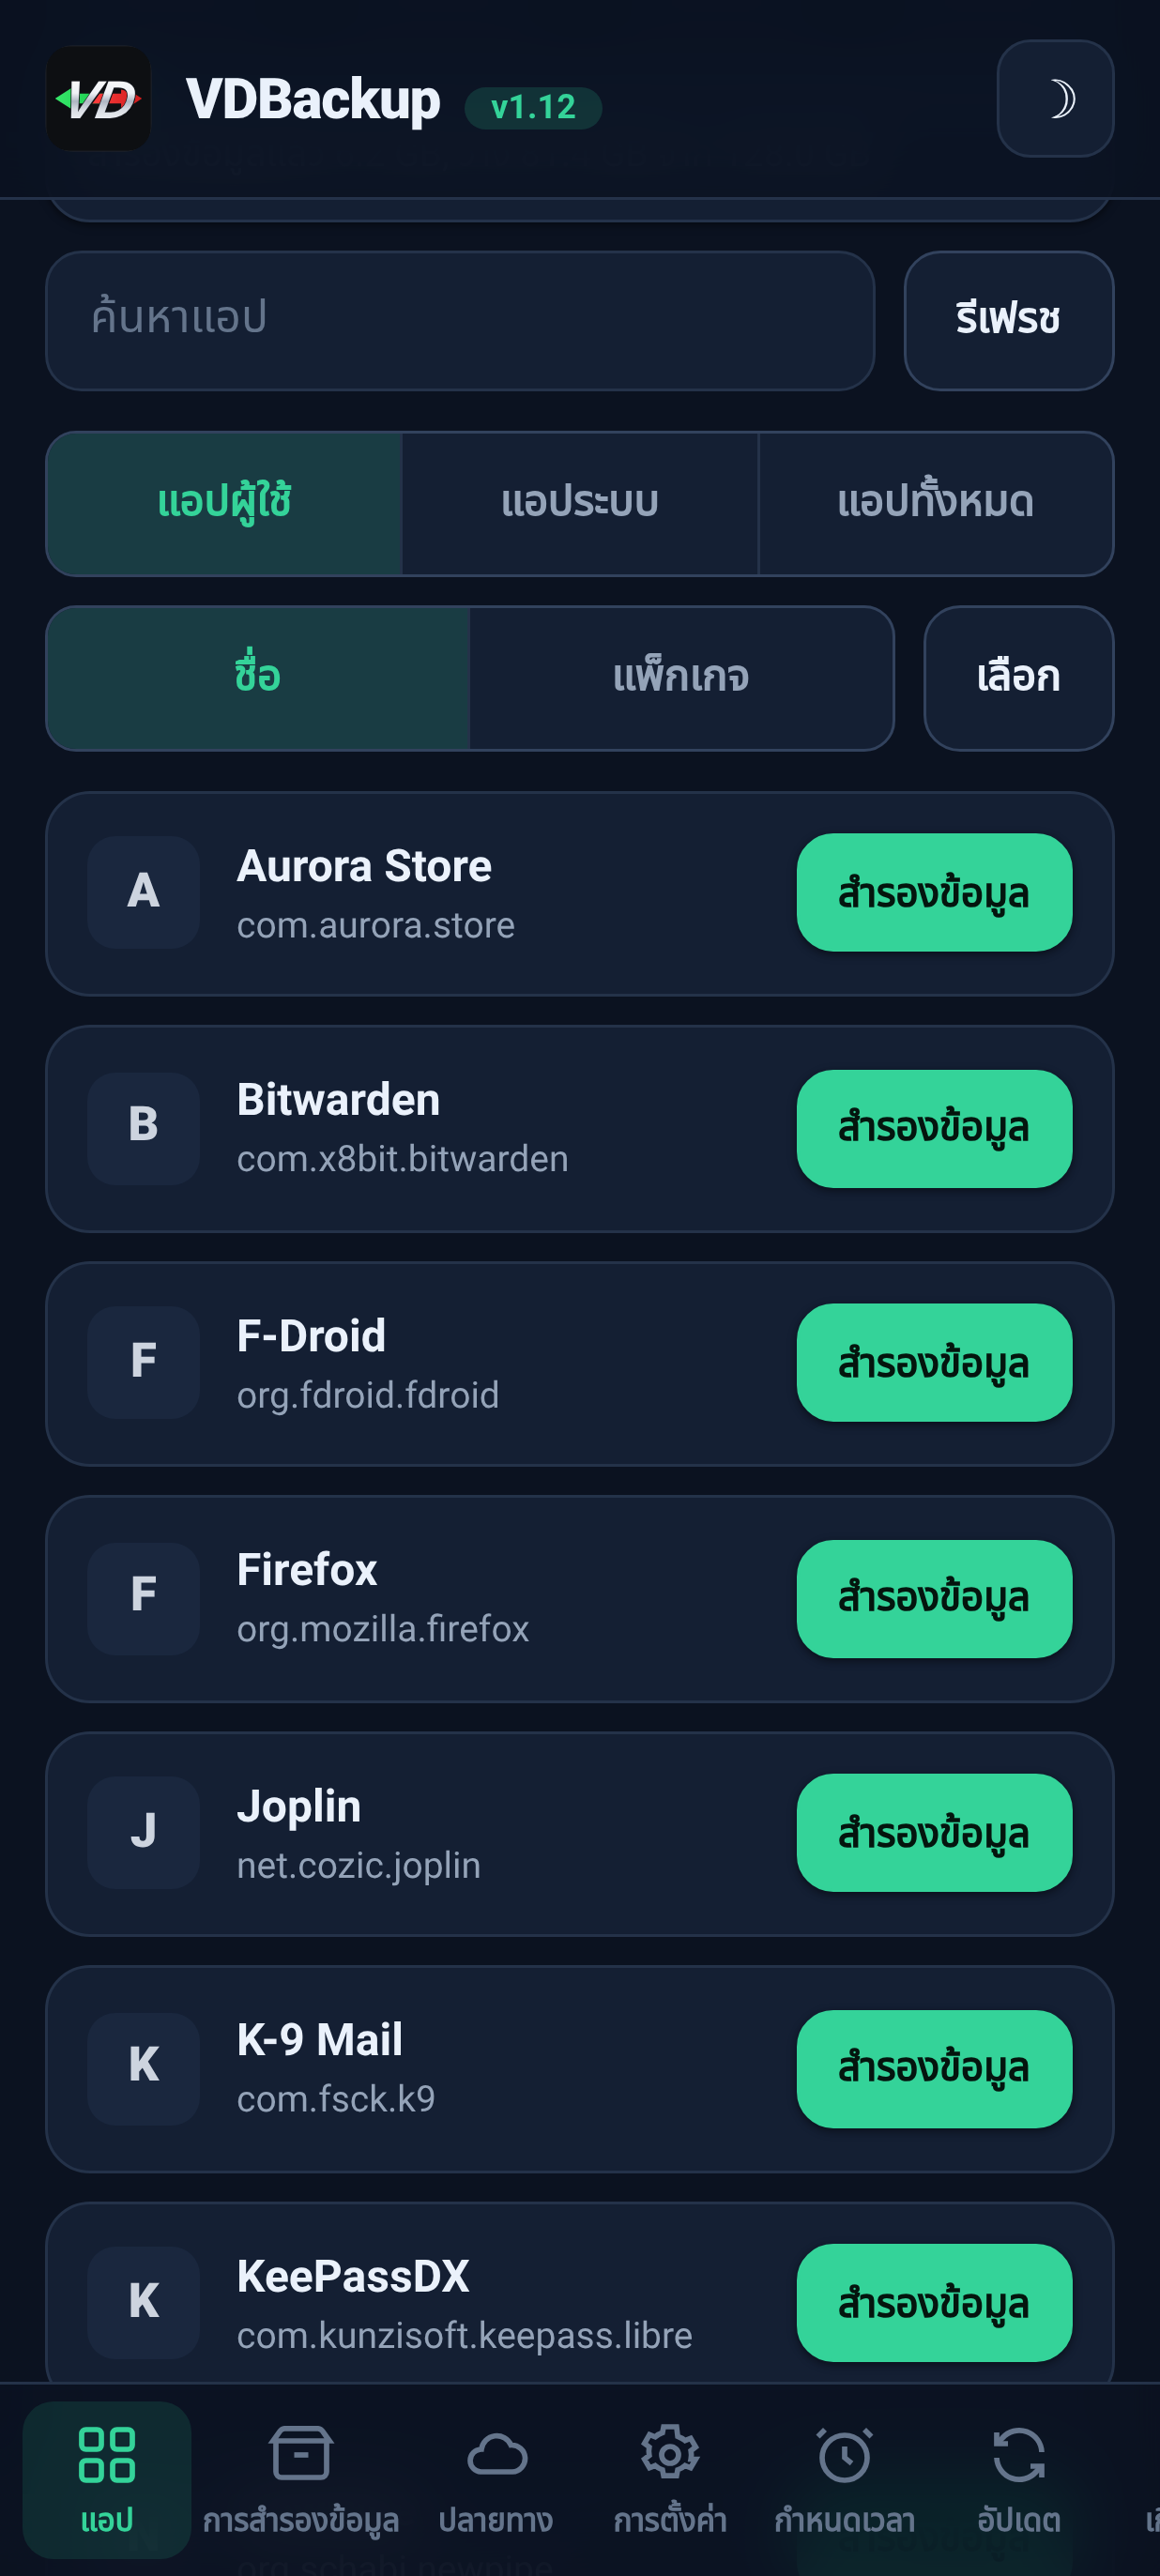 VD
VDBackup v1.12
ค้นหาแอป
รีเฟรช
แอปผู้ใช้ แอประบบ แอปทั้งหมด
ชื่อ แพ็กเกจ เลือก
A
Aurora Store
com.aurora.store
สำรองข้อมูล
B
Bitwarden
com.x8bit.bitwarden
สำรองข้อมูล
F
F-Droid
org.fdroid.fdroid
สำรองข้อมูล
F
Firefox
org.mozilla.firefox
สำรองข้อมูล
J
Joplin
net.cozic.joplin
สำรองข้อมูล
K
K-9 Mail
com.fsck.k9
สำรองข้อมูล
K
KeePassDX
com.kunzisoft.keepass.libre
สำรองข้อมูล
แอป การสำรองข้อมูล ปลายทาง การตั้งค่า กำหนดเวลา อัปเดต
org.schabi.newpipe